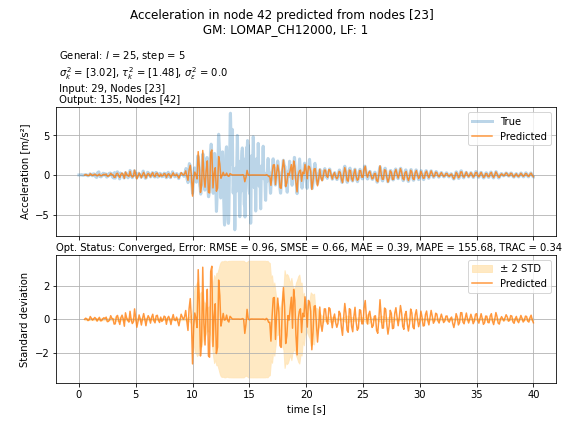 Acceleration in node 42 predicted from nodes [23]
GM: LOMAP_CH12000, LF: 1
General: l = 25, step = 5
σ²ₖ = [3.02], τ²ₖ = [1.48], σ²ε = 0.0
Input: 29, Nodes [23]
Output: 135, Nodes [42]
Acceleration [m/s²]
5
0
−5
True
Predicted
Opt. Status: Converged, Error: RMSE = 0.96, SMSE = 0.66, MAE = 0.39, MAPE = 155.68, TRAC = 0.34
Standard deviation
2
0
−2
± 2 STD
Predicted
0 5 10 15 20 25 30 35 40
time [s]